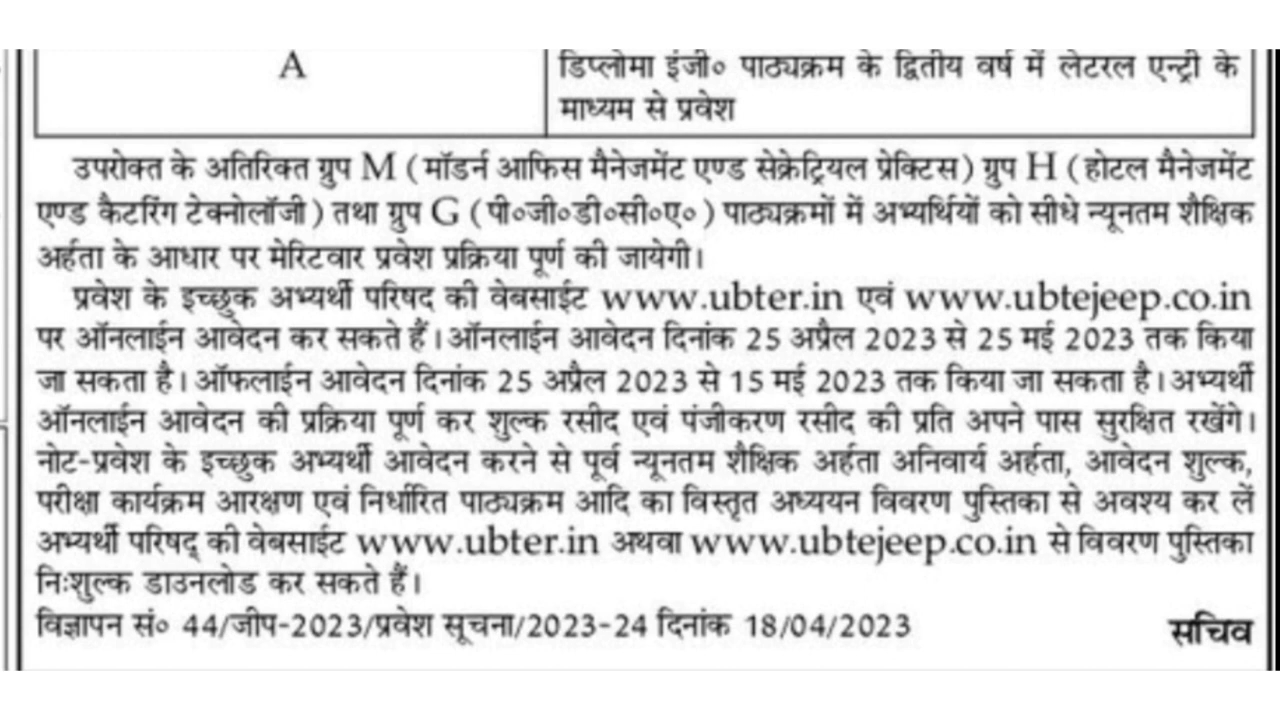 A
डिप्लोमा इंजी० पाठ्यक्रम के द्वितीय वर्ष में लेटरल एन्ट्री के
माध्यम से प्रवेश
उपरोक्त के अतिरिक्त ग्रुप M (मॉडर्न आफिस मैनेजमेंट एण्ड सेक्रेट्रियल प्रेक्टिस) ग्रुप H (होटल मैनेजमेंट
एण्ड कैटरिंग टेक्नोलॉजी) तथा ग्रुप G (पी०जी०डी०सी०ए०) पाठ्यक्रमों में अभ्यर्थियों को सीधे न्यूनतम शैक्षिक
अर्हता के आधार पर मेरिटवार प्रवेश प्रक्रिया पूर्ण की जायेगी।
प्रवेश के इच्छुक अभ्यर्थी परिषद की वेबसाईट www.ubter.in एवं www.ubtejeep.co.in
पर ऑनलाईन आवेदन कर सकते हैं। ऑनलाईन आवेदन दिनांक 25 अप्रैल 2023 से 25 मई 2023 तक किया
जा सकता है। ऑफलाईन आवेदन दिनांक 25 अप्रैल 2023 से 15 मई 2023 तक किया जा सकता है। अभ्यर्थी
ऑनलाईन आवेदन की प्रक्रिया पूर्ण कर शुल्क रसीद एवं पंजीकरण रसीद की प्रति अपने पास सुरक्षित रखेंगे।
नोट-प्रवेश के इच्छुक अभ्यर्थी आवेदन करने से पूर्व न्यूनतम शैक्षिक अर्हता अनिवार्य अर्हता, आवेदन शुल्क,
परीक्षा कार्यक्रम आरक्षण एवं निर्धारित पाठ्यक्रम आदि का विस्तृत अध्ययन विवरण पुस्तिका से अवश्य कर लें
अभ्यर्थी परिषद् की वेबसाईट www.ubter.in अथवा www.ubtejeep.co.in से विवरण पुस्तिका
निःशुल्क डाउनलोड कर सकते हैं।
विज्ञापन सं० 44/जीप-2023/प्रवेश सूचना/2023-24 दिनांक 18/04/2023 सचिव